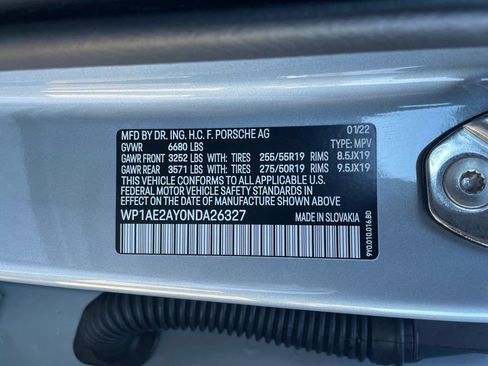 MFD BY DR. ING. H.C. F. PORSCHE AG 01/22
GVWR 6680 LBS TYPE: MPV
GAWR FRONT 3252 LBS WITH: TIRES 255/55R19 RIMS 8.5JX19
GAWR REAR 3571 LBS WITH: TIRES 275/50R19 RIMS 9.5JX19
THIS VEHICLE CONFORMS TO ALL APPLICABLE U.S.
FEDERAL MOTOR VEHICLE SAFETY STANDARDS IN
EFFECT ON THE DATE OF MANUFACTURE SHOWN ABOVE
WP1AE2AY0NDA26327 MADE IN SLOVAKIA
9Y0.010.016.B0